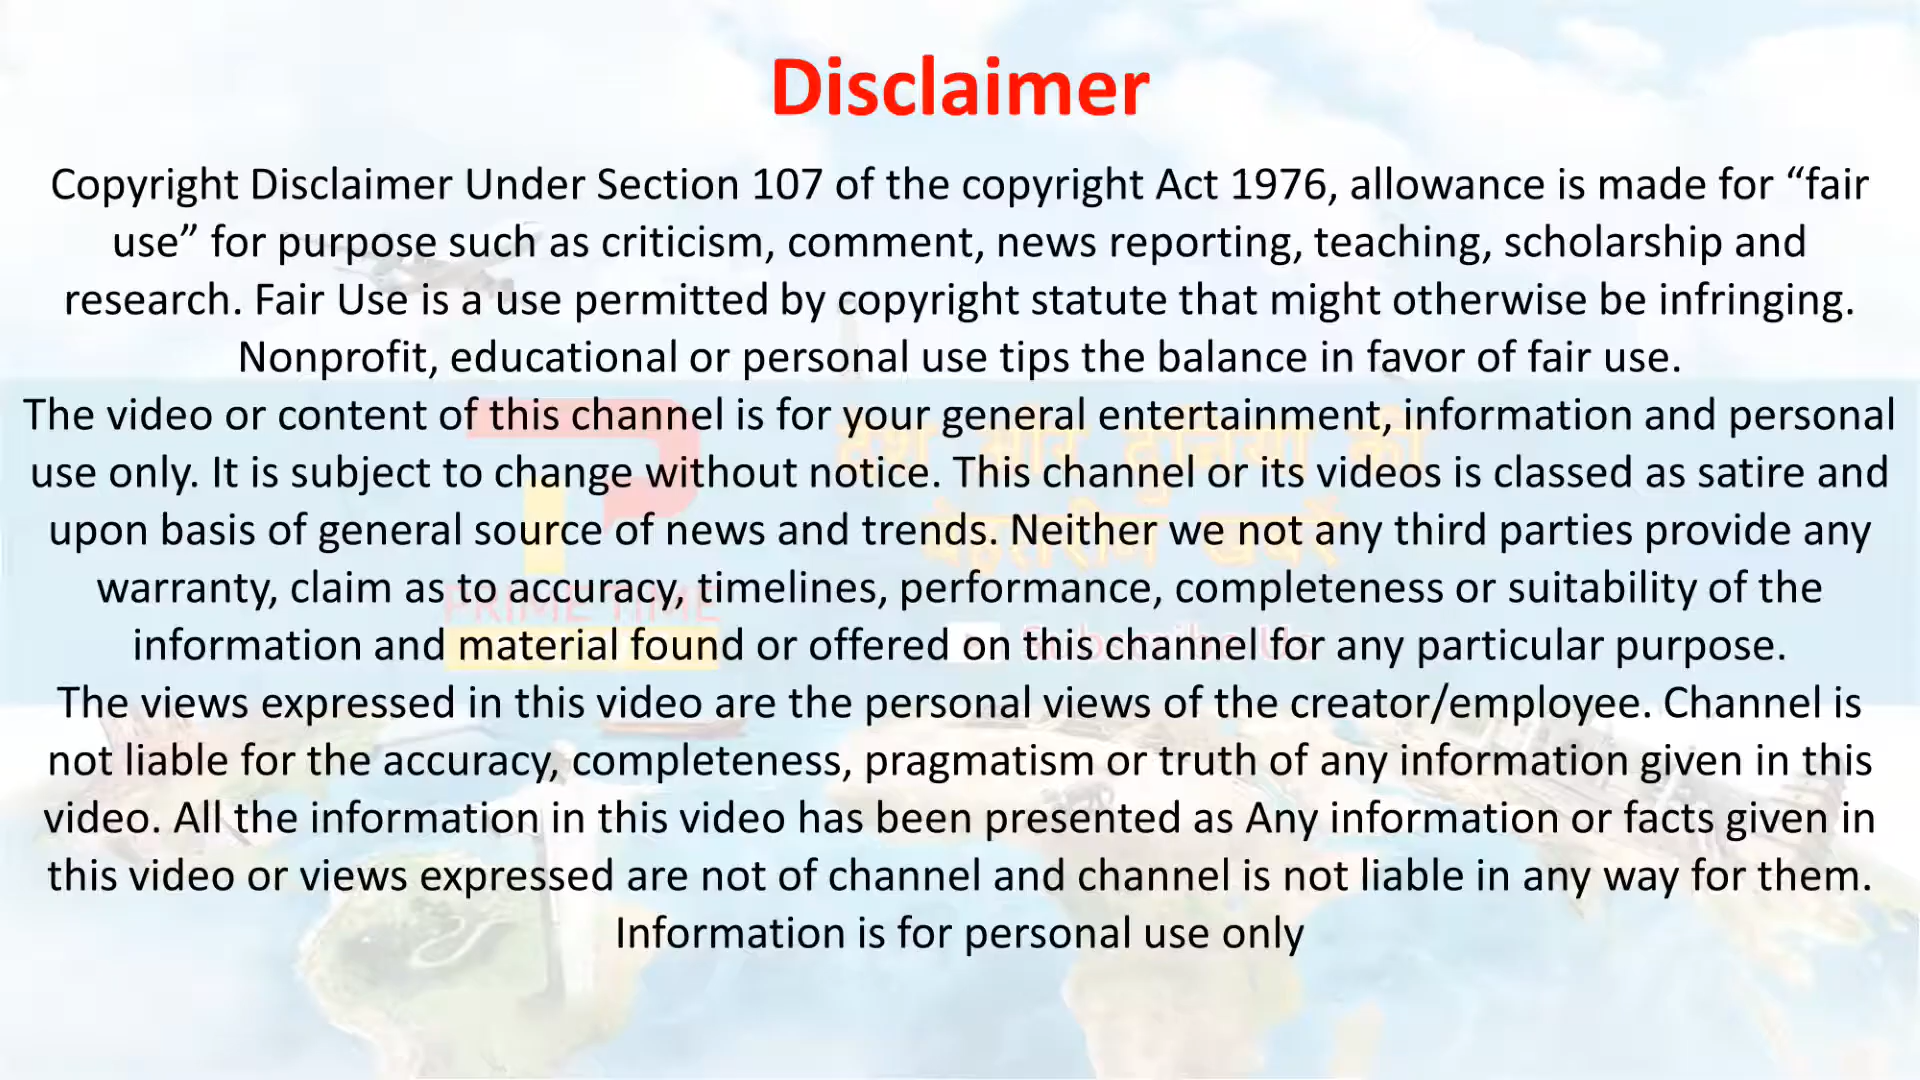 Disclaimer
Copyright Disclaimer Under Section 107 of the copyright Act 1976, allowance is made for “fair
use” for purpose such as criticism, comment, news reporting, teaching, scholarship and
research. Fair Use is a use permitted by copyright statute that might otherwise be infringing.
Nonprofit, educational or personal use tips the balance in favor of fair use.
The video or content of this channel is for your general entertainment, information and personal
use only. It is subject to change without notice. This channel or its videos is classed as satire and
upon basis of general source of news and trends. Neither we not any third parties provide any
warranty, claim as to accuracy, timelines, performance, completeness or suitability of the
information and material found or offered on this channel for any particular purpose.
The views expressed in this video are the personal views of the creator/employee. Channel is
not liable for the accuracy, completeness, pragmatism or truth of any information given in this
video. All the information in this video has been presented as Any information or facts given in
this video or views expressed are not of channel and channel is not liable in any way for them.
Information is for personal use only
देश और दुनिया की
बेहतरीन खबरें
PRIME TIME
Subscribe Us